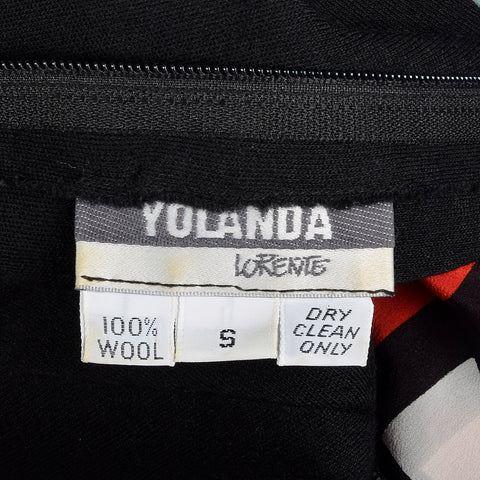 YOLANDA
LORENTE
100%
WOOL
S
DRY
CLEAN
ONLY